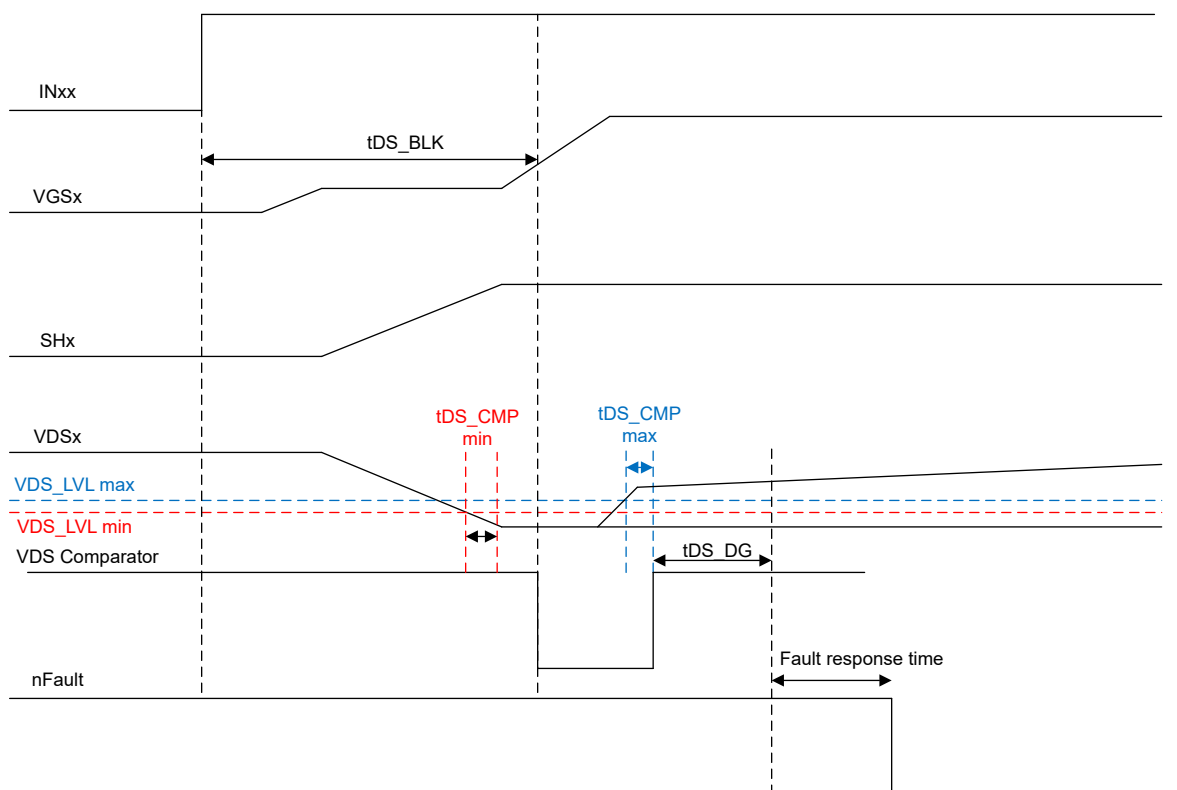 INxx
tDS_BLK
VGSx
SHx
tDS_CMP
min
tDS_CMP
max
VDSx
VDS_LVL max
VDS_LVL min
VDS Comparator
tDS_DG
Fault response time
nFault